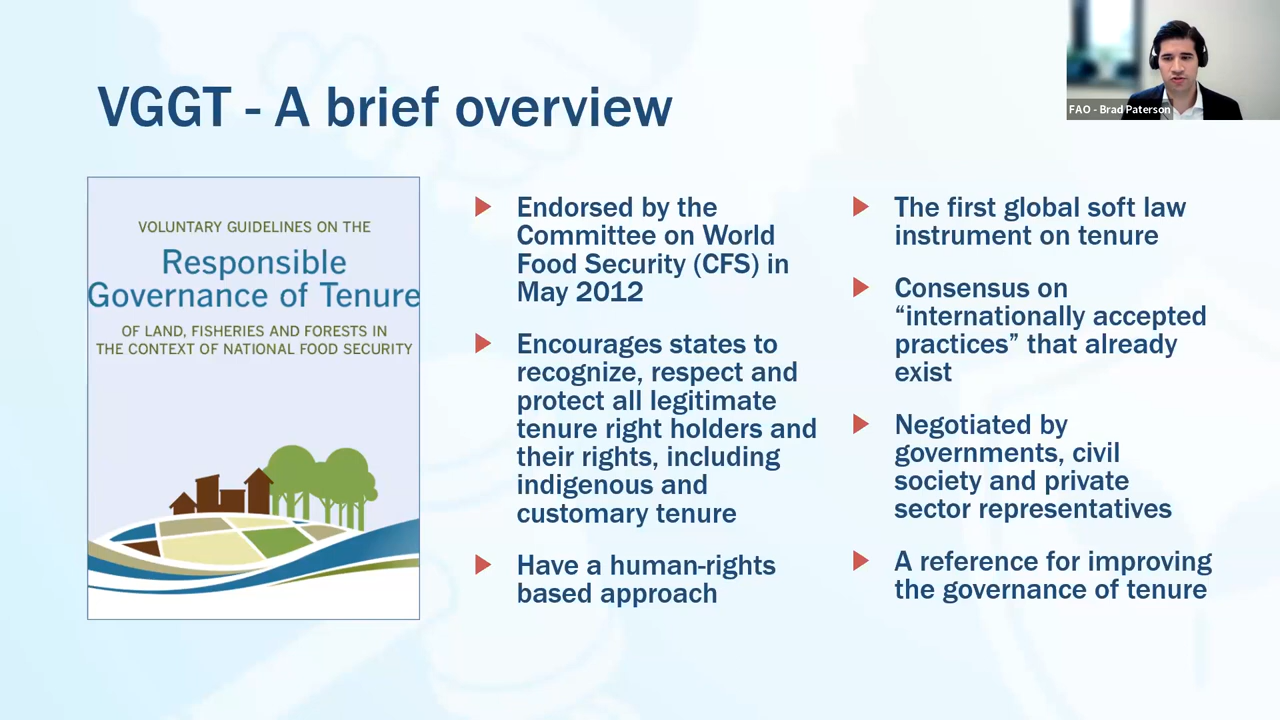 VGGT - A brief overview
FAO - Brad Paterson
VOLUNTARY GUIDELINES ON THE
Responsible
Governance of Tenure
OF LAND, FISHERIES AND FORESTS IN
THE CONTEXT OF NATIONAL FOOD SECURITY
Endorsed by the
Committee on World
Food Security (CFS) in
May 2012
Encourages states to
recognize, respect and
protect all legitimate
tenure right holders and
their rights, including
indigenous and
customary tenure
Have a human-rights
based approach
The first global soft law
instrument on tenure
Consensus on
“internationally accepted
practices” that already
exist
Negotiated by
governments, civil
society and private
sector representatives
A reference for improving
the governance of tenure